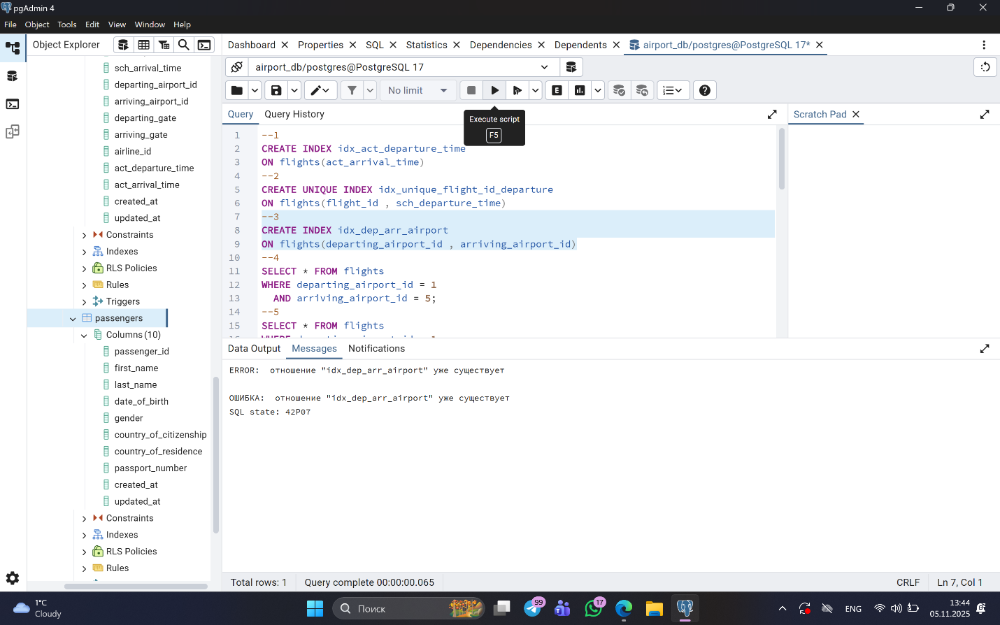 pgAdmin 4
File Object Tools Edit View Window Help
Object Explorer
sch_arrival_time
departing_airport_id
arriving_airport_id
departing_gate
arriving_gate
airline_id
act_departure_time
act_arrival_time
created_at
updated_at
Constraints
Indexes
RLS Policies
Rules
Triggers
passengers
Columns (10)
passenger_id
first_name
last_name
date_of_birth
gender
country_of_citizenship
country_of_residence
passport_number
created_at
updated_at
Constraints
Indexes
RLS Policies
Rules
Dashboard Properties SQL Statistics Dependencies Dependents airport_db/postgres@PostgreSQL 17*
airport_db/postgres@PostgreSQL 17
No limit E
Query Query History
Execute script
F5
Scratch Pad
1 --1
2 CREATE INDEX idx_act_departure_time
3 ON flights(act_arrival_time)
4 --2
5 CREATE UNIQUE INDEX idx_unique_flight_id_departure
6 ON flights(flight_id , sch_departure_time)
7 --3
8 CREATE INDEX idx_dep_arr_airport
9 ON flights(departing_airport_id , arriving_airport_id)
10 --4
11 SELECT * FROM flights
12 WHERE departing_airport_id = 1
13 AND arriving_airport_id = 5;
14 --5
15 SELECT * FROM flights
Data Output Messages Notifications
ERROR: отношение "idx_dep_arr_airport" уже существует
ОШИБКА: отношение "idx_dep_arr_airport" уже существует
SQL state: 42P07
Total rows: 1 Query complete 00:00:00.065 CRLF Ln 7, Col 1
1°C
Cloudy
Поиск
99
17
ENG
13:44
05.11.2025